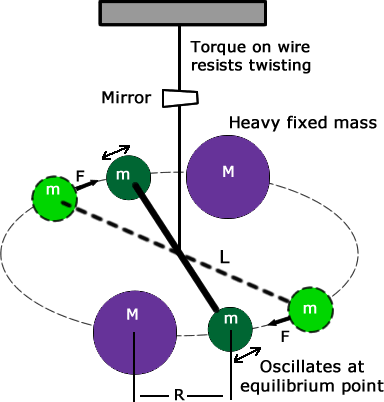 Torque on wire
resists twisting
Mirror
Heavy fixed mass
m
F
m
M
L
M
m
m
F
R
Oscillates at
equilibrium point